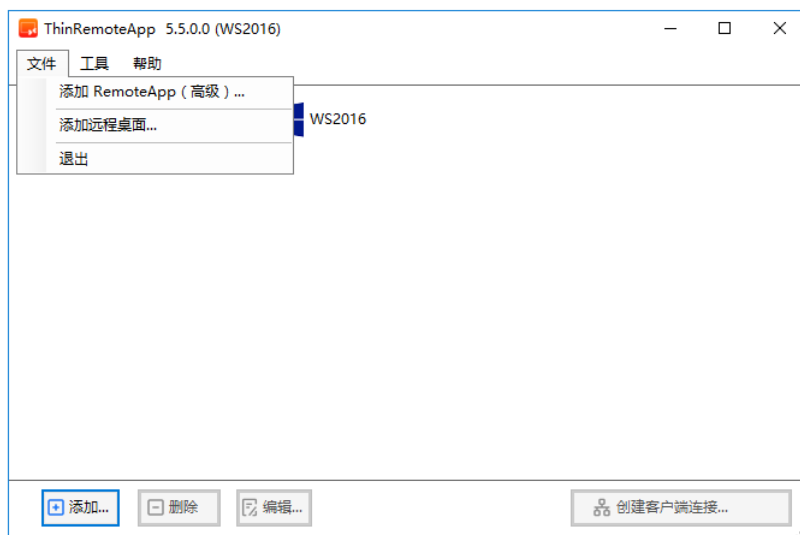 ThinRemoteApp 5.5.0.0 (WS2016)
文件 工具 帮助
添加 RemoteApp（高级）...
添加远程桌面...
WS2016
退出
添加... 删除 编辑... 创建客户端连接...